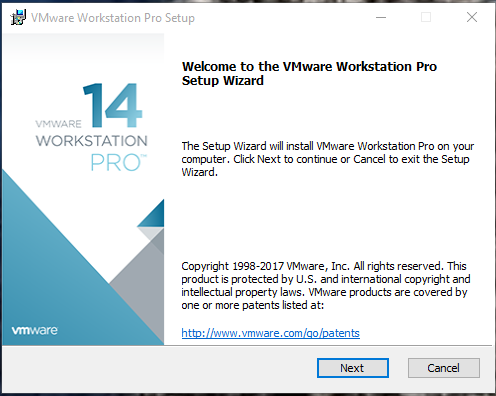 VMware Workstation Pro Setup
VMWARE 14
WORKSTATION
PRO™
vmware
Welcome to the VMware Workstation Pro
Setup Wizard
The Setup Wizard will install VMware Workstation Pro on your
computer. Click Next to continue or Cancel to exit the Setup
Wizard.
Copyright 1998-2017 VMware, Inc. All rights reserved. This
product is protected by U.S. and international copyright and
intellectual property laws. VMware products are covered by
one or more patents listed at:
http://www.vmware.com/go/patents
Next
Cancel